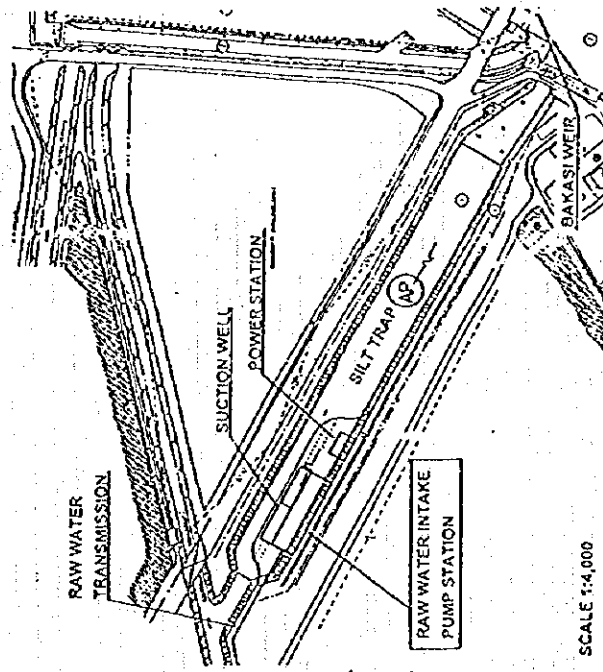 RAW WATER
TRANSMISSION
SUCTION WELL
POWER STATION
SILT TRAP
RAW WATER INTAKE
PUMP STATION
BAKASI WEIR
SCALE 1:4,000